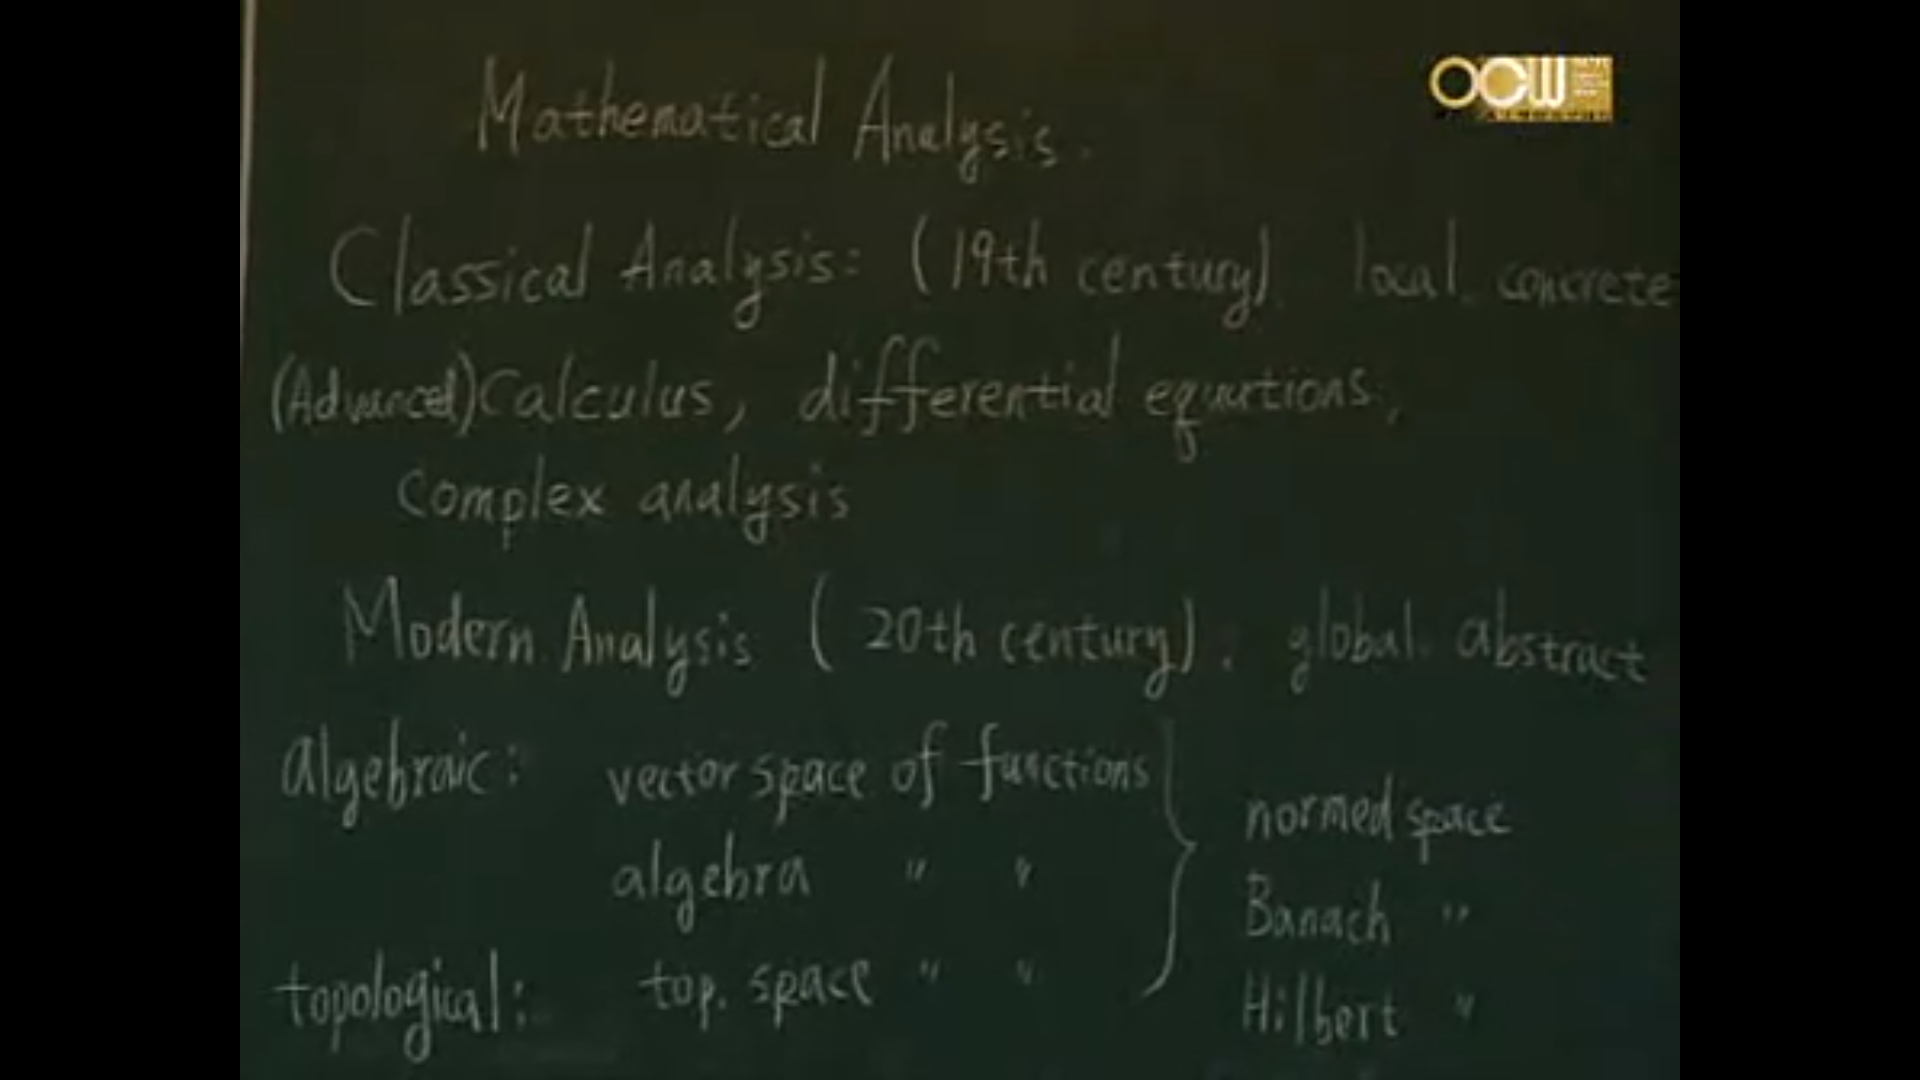 OCW
Mathematical Analysis.
Classical Analysis: (19th century). local. concrete
(Advanced) Calculus, differential equations,
complex analysis
Modern Analysis (20th century): global. abstract
algebraic: vector space of functions
algebra " "
topological: top. space " "
normed space
Banach "
Hilbert "